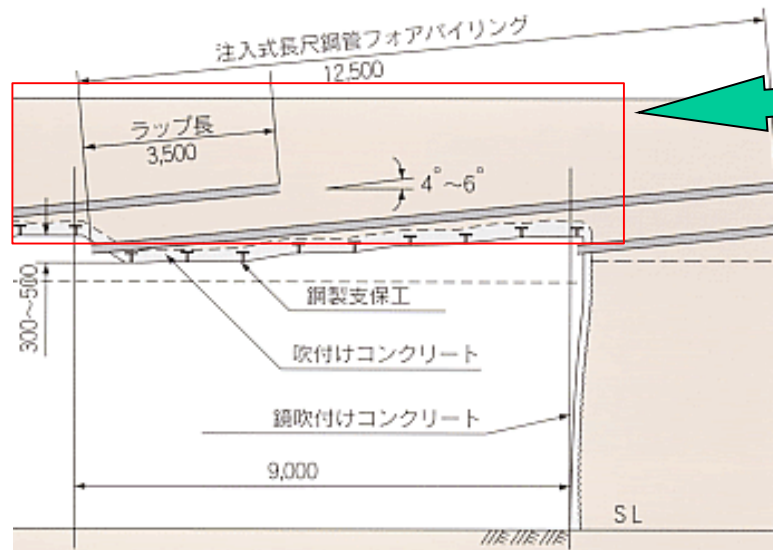 注入式長尺鋼管フォアパイリング
12,500
ラップ長
3,500
4°～6°
300～500
鋼製支保工
吹付けコンクリート
鏡吹付けコンクリート
9,000
SL